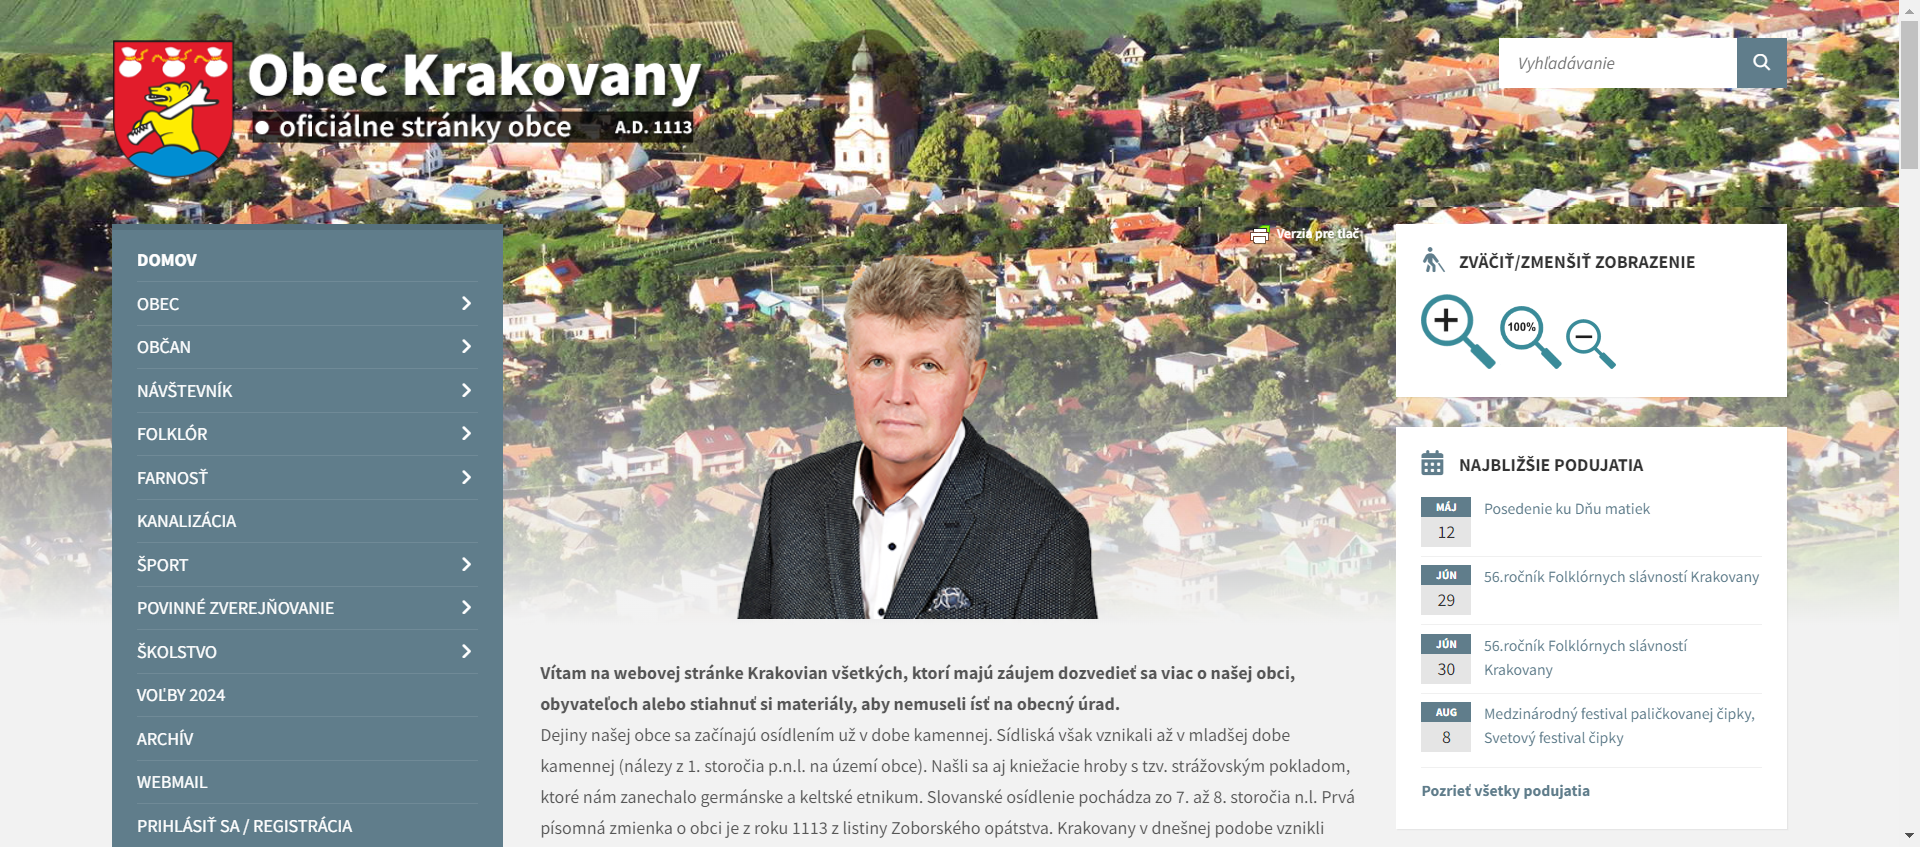 Obec Krakovany
oficiálne stránky obce A.D. 1113
Vyhľadávanie
DOMOV
OBEC
OBČAN
NÁVŠTEVNÍK
FOLKLÓR
FARNOSŤ
KANALIZÁCIA
ŠPORT
POVINNÉ ZVEREJŇOVANIE
ŠKOLSTVO
VOĽBY 2024
ARCHÍV
WEBMAIL
PRIHLÁSIŤ SA / REGISTRÁCIA
Verzia pre tlač
Vítam na webovej stránke Krakovian všetkých, ktorí majú záujem dozvedieť sa viac o našej obci,
obyvateľoch alebo stiahnuť si materiály, aby nemuseli ísť na obecný úrad.
Dejiny našej obce sa začínajú osídlením už v dobe kamennej. Sídliská však vznikali až v mladšej dobe
kamennej (nálezy z 1. storočia p.n.l. na území obce). Našli sa aj kniežacie hroby s tzv. strážovským pokladom,
ktoré nám zanechalo germánske a keltské etnikum. Slovanské osídlenie pochádza zo 7. až 8. storočia n.l. Prvá
písomná zmienka o obci je z roku 1113 z listiny Zoborského opátstva. Krakovany v dnešnej podobe vznikli
ZVÄČIŤ/ZMENŠIŤ ZOBRAZENIE
100%
NAJBLIŽŠIE PODUJATIA
MÁJ
12
Posedenie ku Dňu matiek
JÚN
29
56.ročník Folklórnych slávností Krakovany
JÚN
30
56.ročník Folklórnych slávností
Krakovany
AUG
8
Medzinárodný festival paličkovanej čipky,
Svetový festival čipky
Pozrieť všetky podujatia